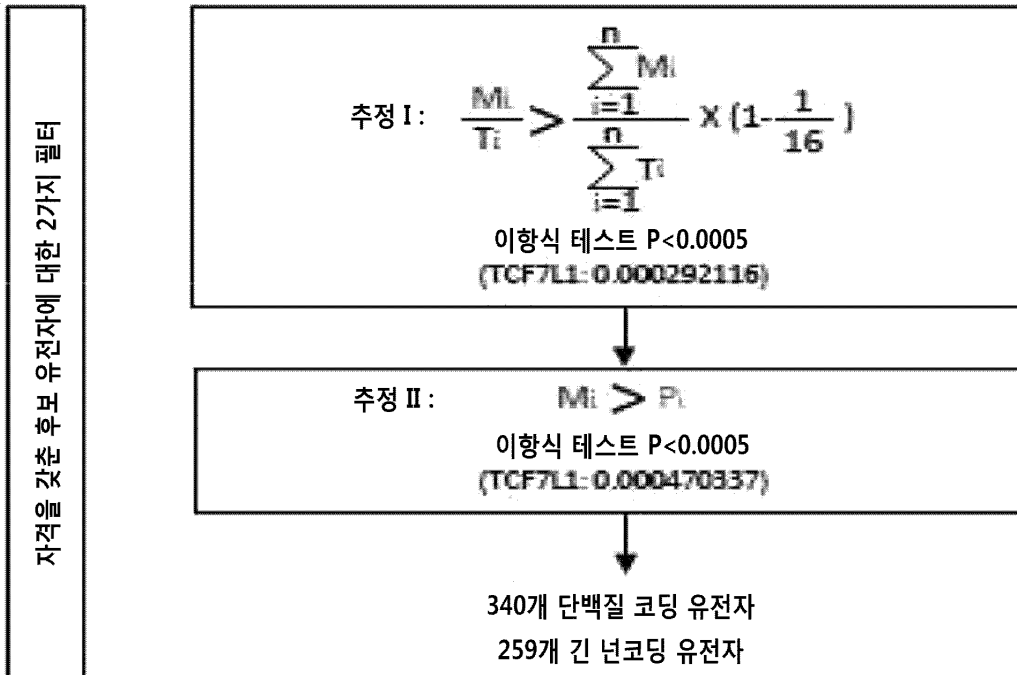 자격을 갖춘 후보 유전자에 대한 2가지 필터
추정 I : Mi/Ti > (n∑i=1 Mi)/(n∑i=1 Ti) X (1-1/16)
이항식 테스트 P<0.0005
(TCF7L1: 0.000292116)
추정 II : Mi > Pi
이항식 테스트 P<0.0005
(TCF7L1: 0.000470337)
340개 단백질 코딩 유전자
259개 긴 넌코딩 유전자